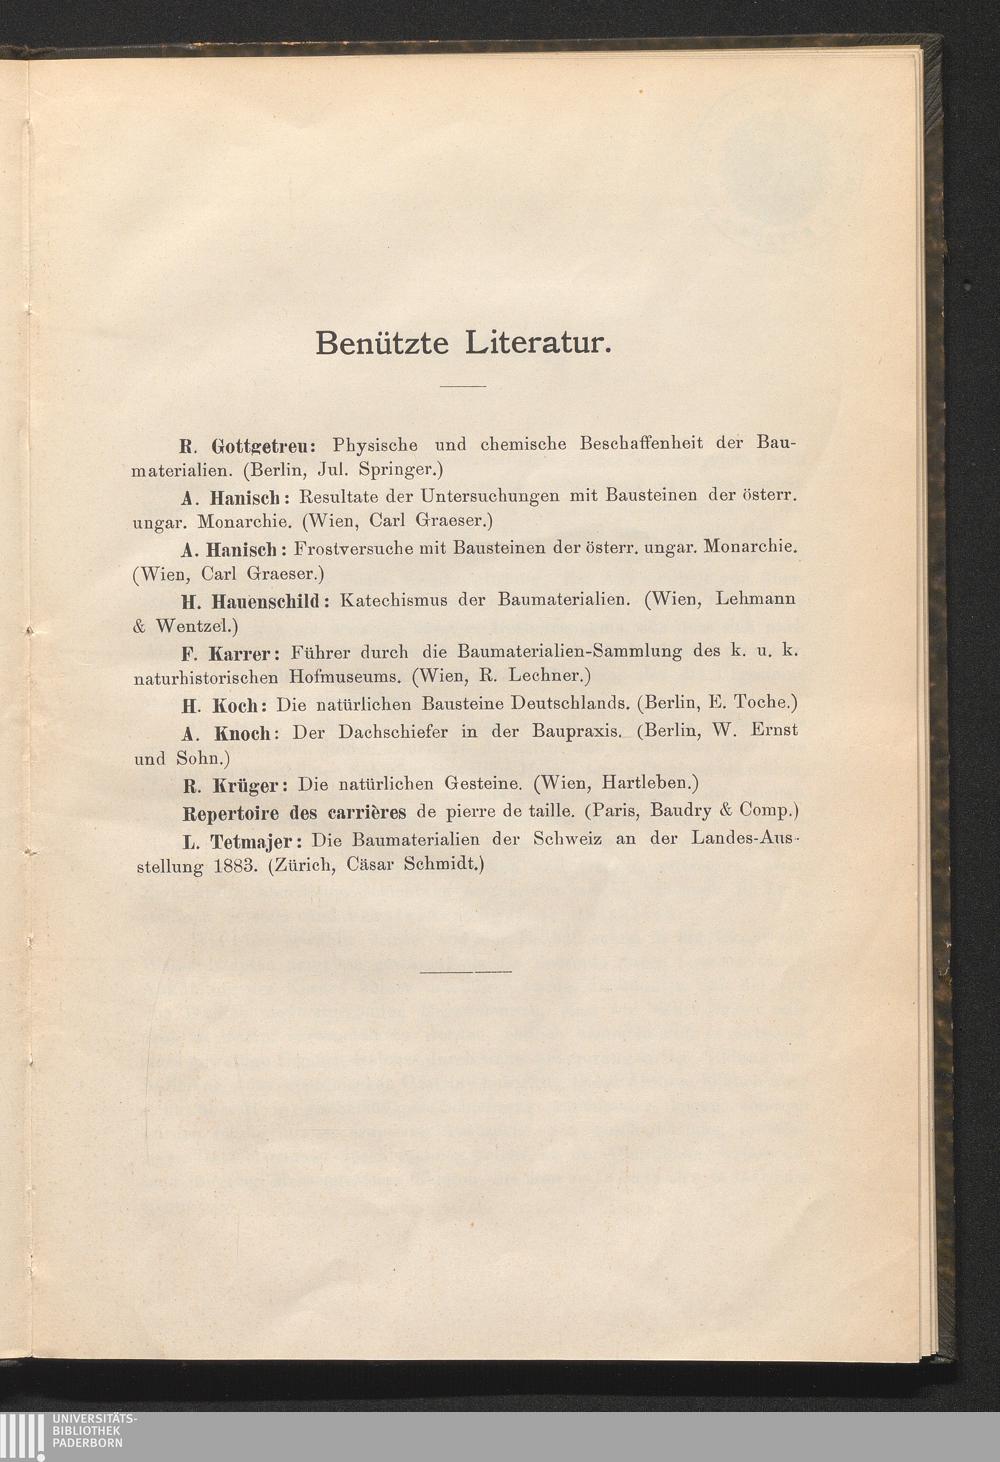 Benützte Literatur.
R. Gottgetreu: Physische und chemische Beschaffenheit der Bau-
materialien. (Berlin, Jul. Springer.)
A. Hanisch: Resultate der Untersuchungen mit Bausteinen der österr.
ungar. Monarchie. (Wien, Carl Graeser.)
A. Hanisch: Frostversuche mit Bausteinen der österr. ungar. Monarchie.
(Wien, Carl Graeser.)
H. Hauenschild: Katechismus der Baumaterialien. (Wien, Lehmann
& Wentzel.)
F. Karrer: Führer durch die Baumaterialien-Sammlung des k. u. k.
naturhistorischen Hofmuseums. (Wien, R. Lechner.)
H. Koch: Die natürlichen Bausteine Deutschlands. (Berlin, E. Toche.)
A. Knoch: Der Dachschiefer in der Baupraxis. (Berlin, W. Ernst
und Sohn.)
R. Krüger: Die natürlichen Gesteine. (Wien, Hartleben.)
Repertoire des carrières de pierre de taille. (Paris, Baudry & Comp.)
L. Tetmajer: Die Baumaterialien der Schweiz an der Landes-Aus-
stellung 1883. (Zürich, Cäsar Schmidt.)
UNIVERSITÄTS-
BIBLIOTHEK
PADERBORN